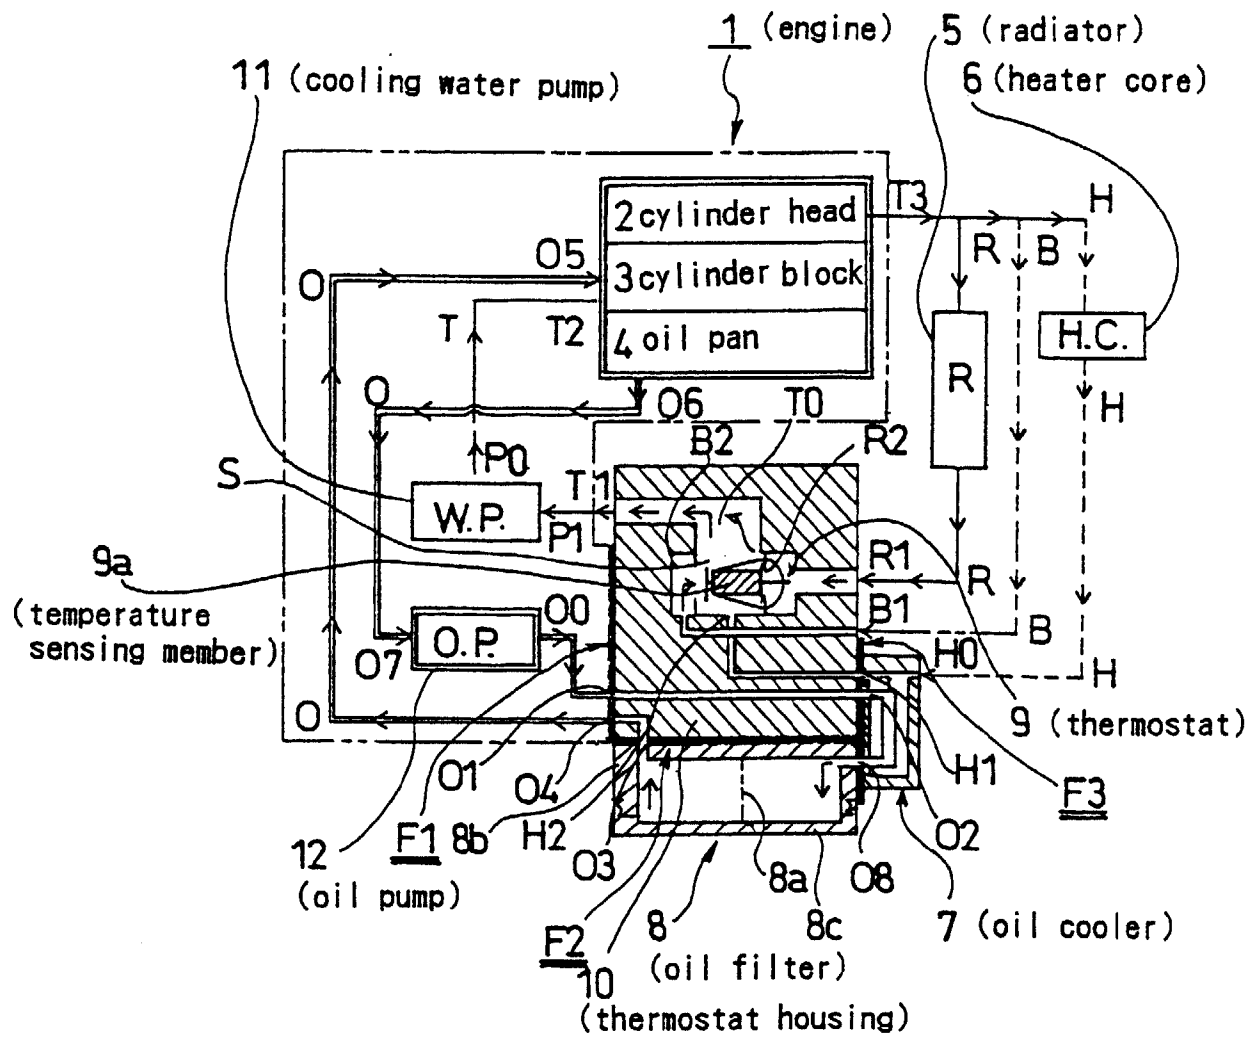 1 (engine)
5 (radiator)
11 (cooling water pump)
6 (heater core)
T3
H
2 cylinder head
R
B
O5
O
3 cylinder block
T
T2
4 oil pan
H.C.
R
O
O6
T0
H
B2
R2
P0
S
T1
W.P.
P1
9a
R1
R
(temperature
sensing member)
O0
B1
B
O.P.
O7
H0
H
O
9 (thermostat)
O1
O4
H1
F1
8b
H2
F3
O3
O2
12
(oil pump)
8a
O8
F2
8
8c
7 (oil cooler)
(oil filter)
10
(thermostat housing)